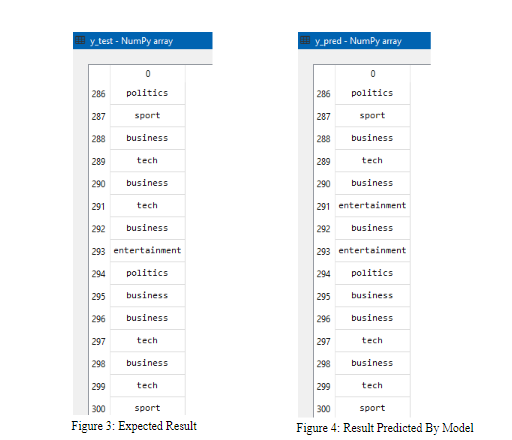 y_test - NumPy array
0
286 politics
287 sport
288 business
289 tech
290 business
291 tech
292 business
293 entertainment
294 politics
295 business
296 business
297 tech
298 business
299 tech
300 sport
Figure 3: Expected Result
y_pred - NumPy array
0
286 politics
287 sport
288 business
289 tech
290 business
291 entertainment
292 business
293 entertainment
294 politics
295 business
296 business
297 tech
298 business
299 tech
300 sport
Figure 4: Result Predicted By Model